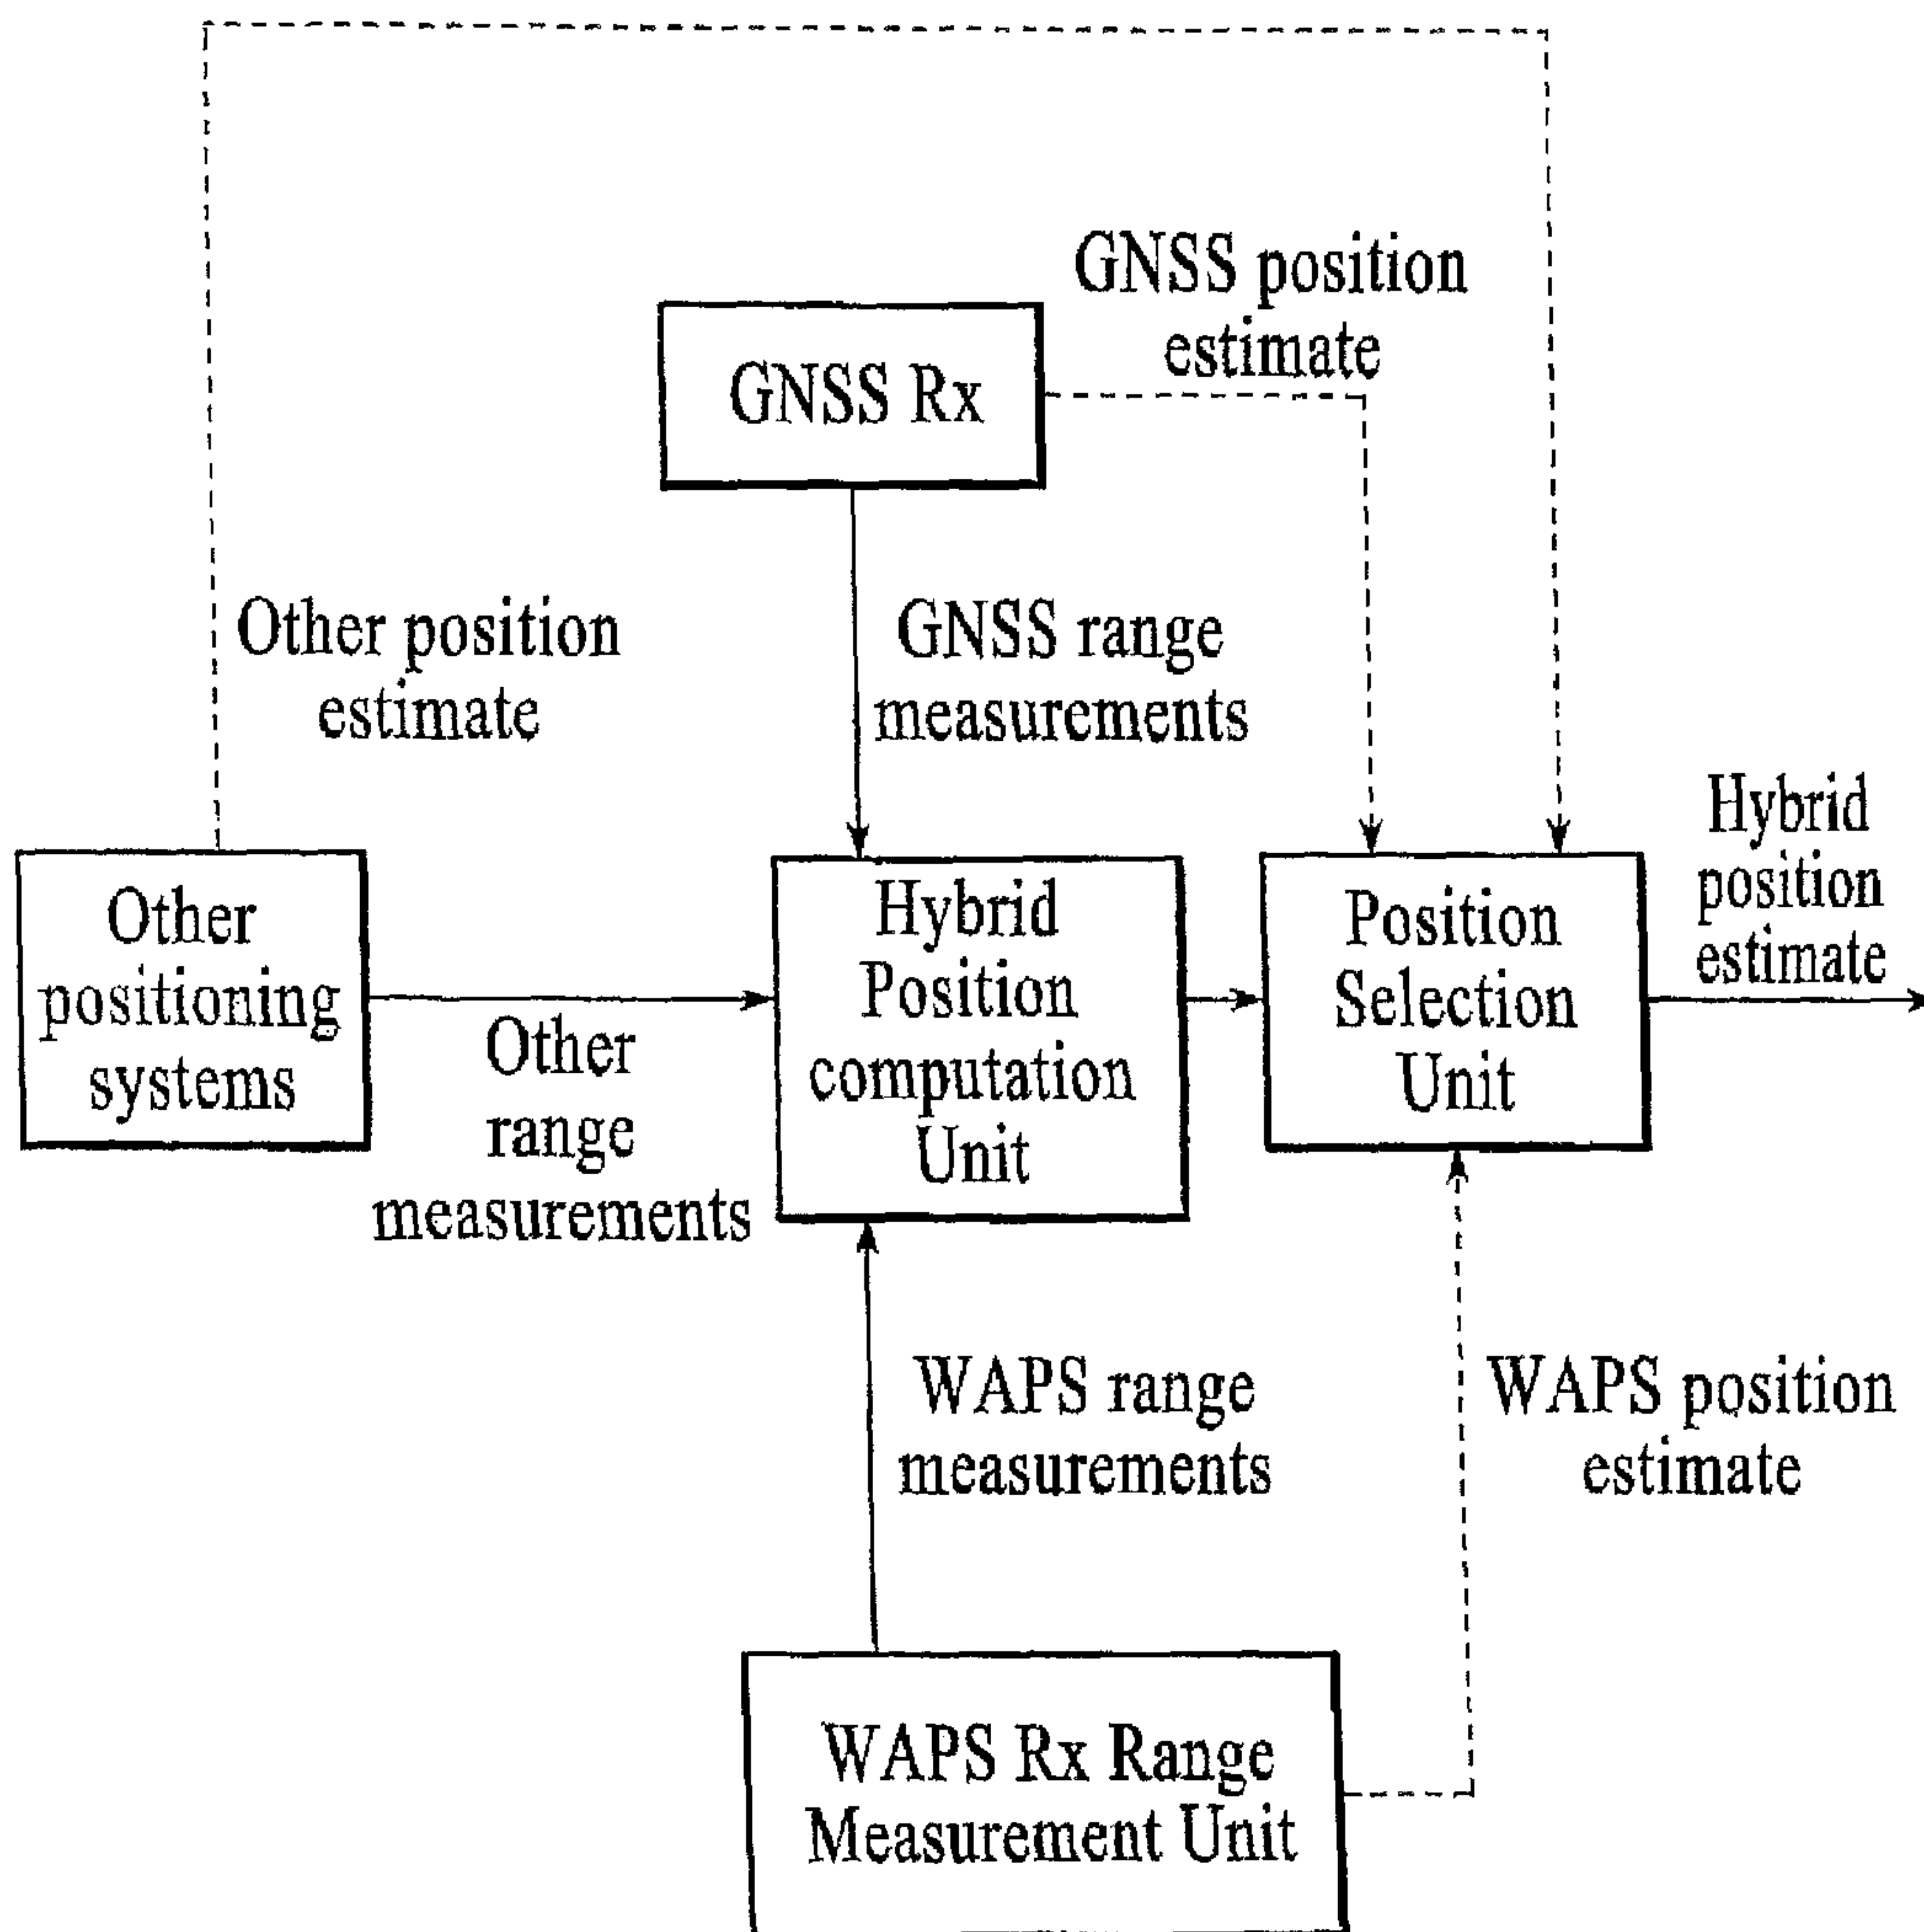 GNSS position
estimate
GNSS Rx
Other position
estimate
GNSS range
measurements
Other
positioning
systems
Other
range
measurements
Hybrid
Position
computation
Unit
Position
Selection
Unit
Hybrid
position
estimate
WAPS range
measurements
WAPS position
estimate
WAPS Rx Range
Measurement Unit